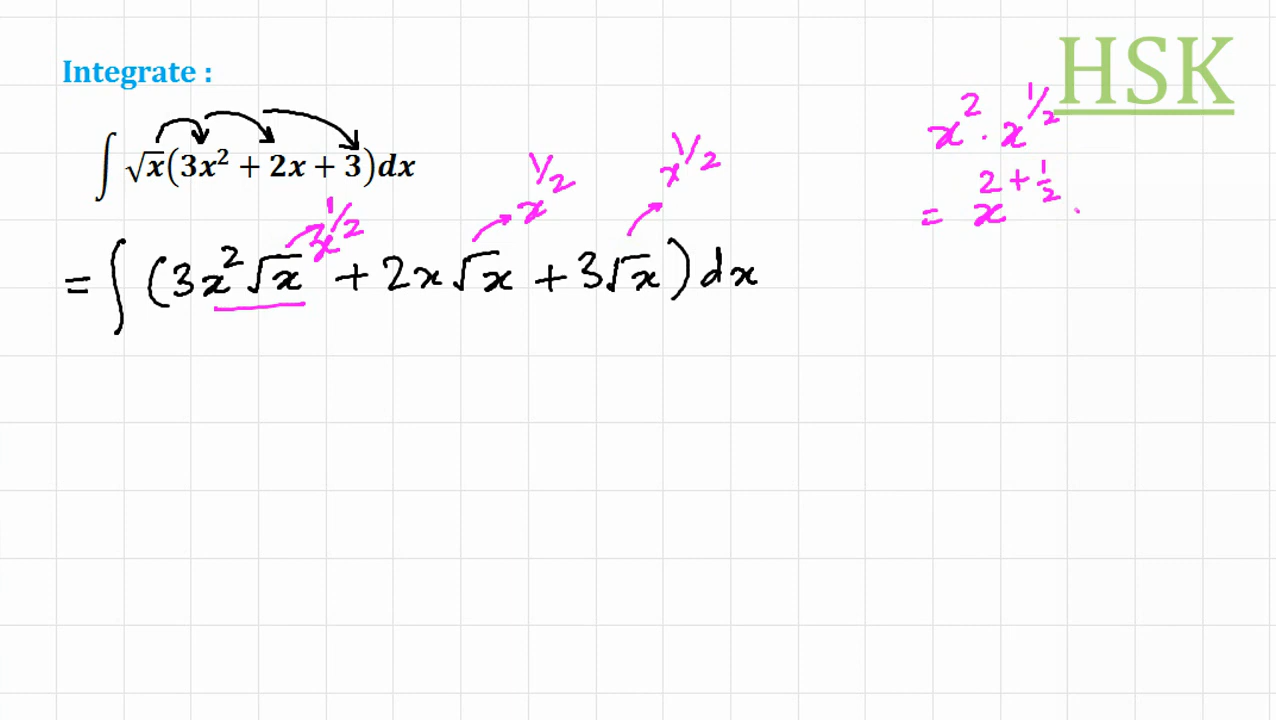 HSK
Integrate :
∫ √x(3x² + 2x + 3)dx
x² · x^1/2
= x^2 + 1/2 .
x^1/2 x^1/2 x^1/2
= ∫ (3x² √x + 2x √x + 3√x) dx